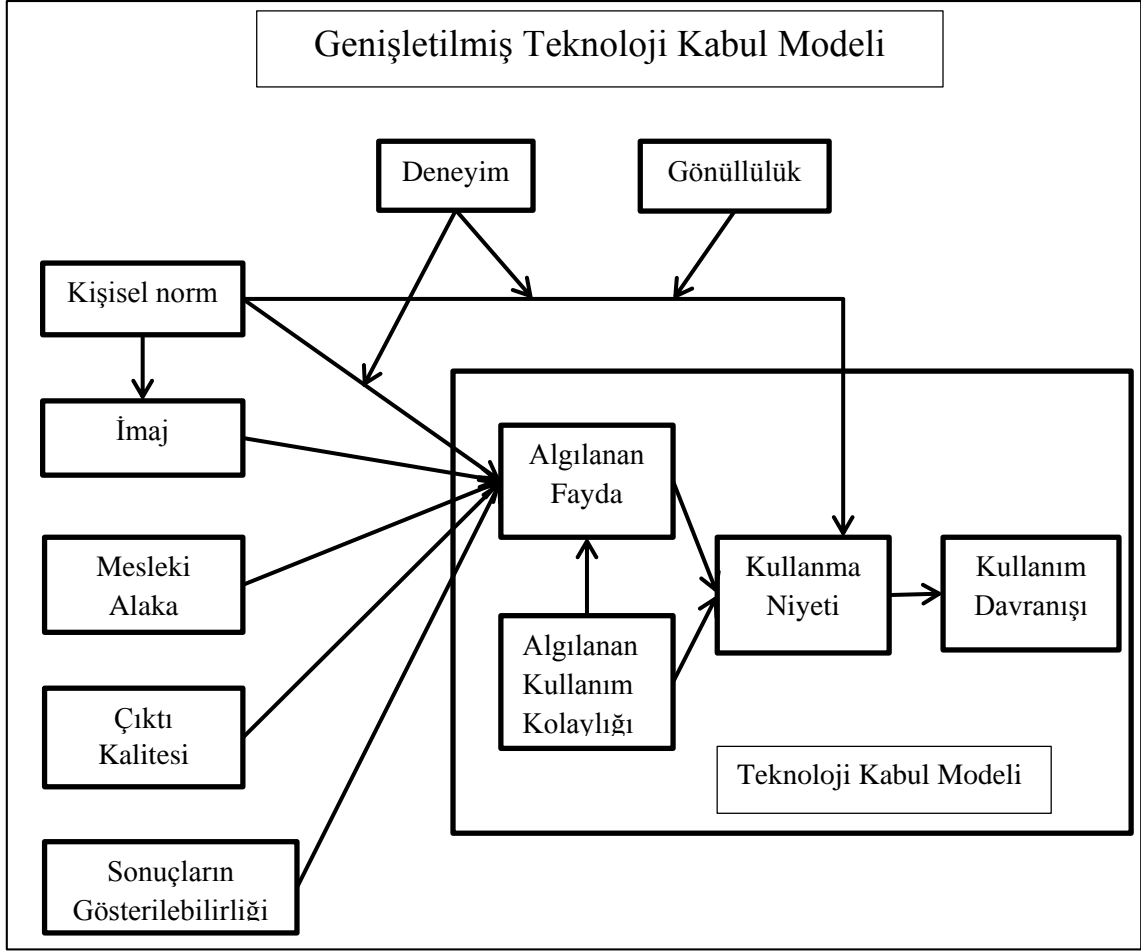 Genişletilmiş Teknoloji Kabul Modeli
Deneyim
Gönüllülük
Kişisel norm
İmaj
Algılanan
Fayda
Mesleki
Alaka
Kullanma
Niyeti
Kullanım
Davranışı
Algılanan
Kullanım
Kolaylığı
Çıktı
Kalitesi
Teknoloji Kabul Modeli
Sonuçların
Gösterilebilirliği